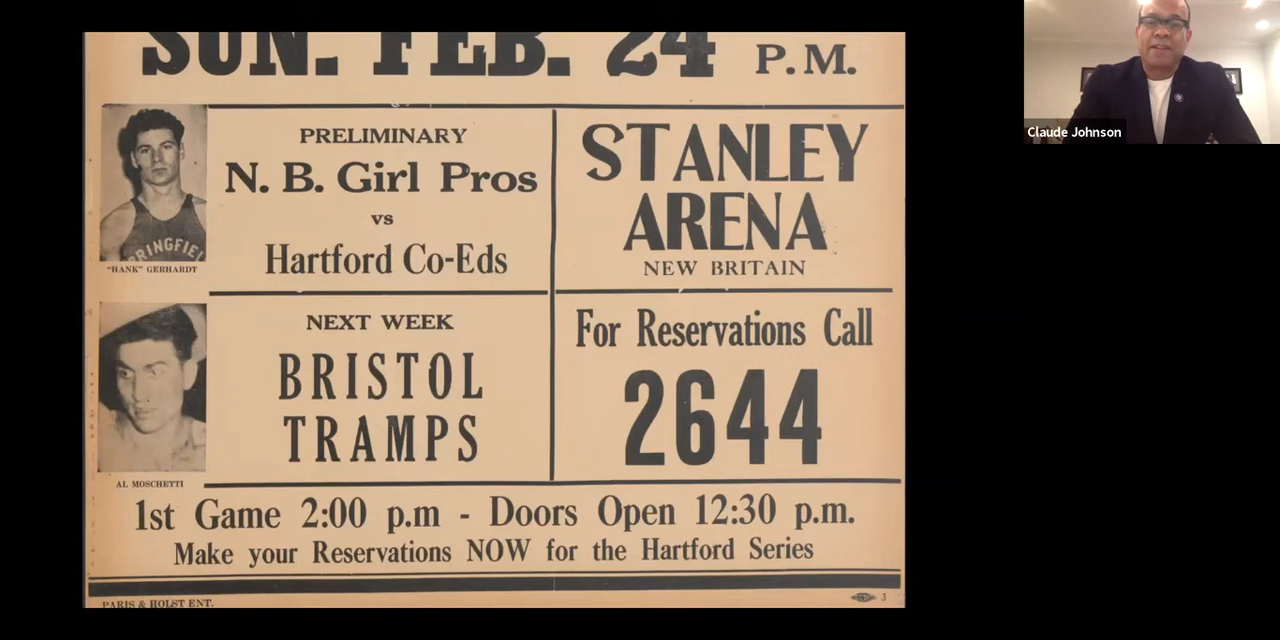 SUN. FEB. 24 P.M.
PRELIMINARY
N. B. Girl Pros
vs
Hartford Co-Eds
STANLEY
ARENA
NEW BRITAIN
"HANK" GERHARDT
RINGFIEL
NEXT WEEK
BRISTOL
TRAMPS
For Reservations Call
2644
AL MOSCHETTI
1st Game 2:00 p.m - Doors Open 12:30 p.m.
Make your Reservations NOW for the Hartford Series
PARIS & HOLST ENT.
3
Claude Johnson